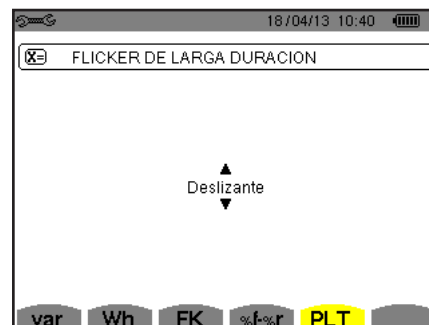 18/04/13 10:40
X= FLICKER DE LARGA DURACION
Deslizante
var Wh FK %f-%r PLT